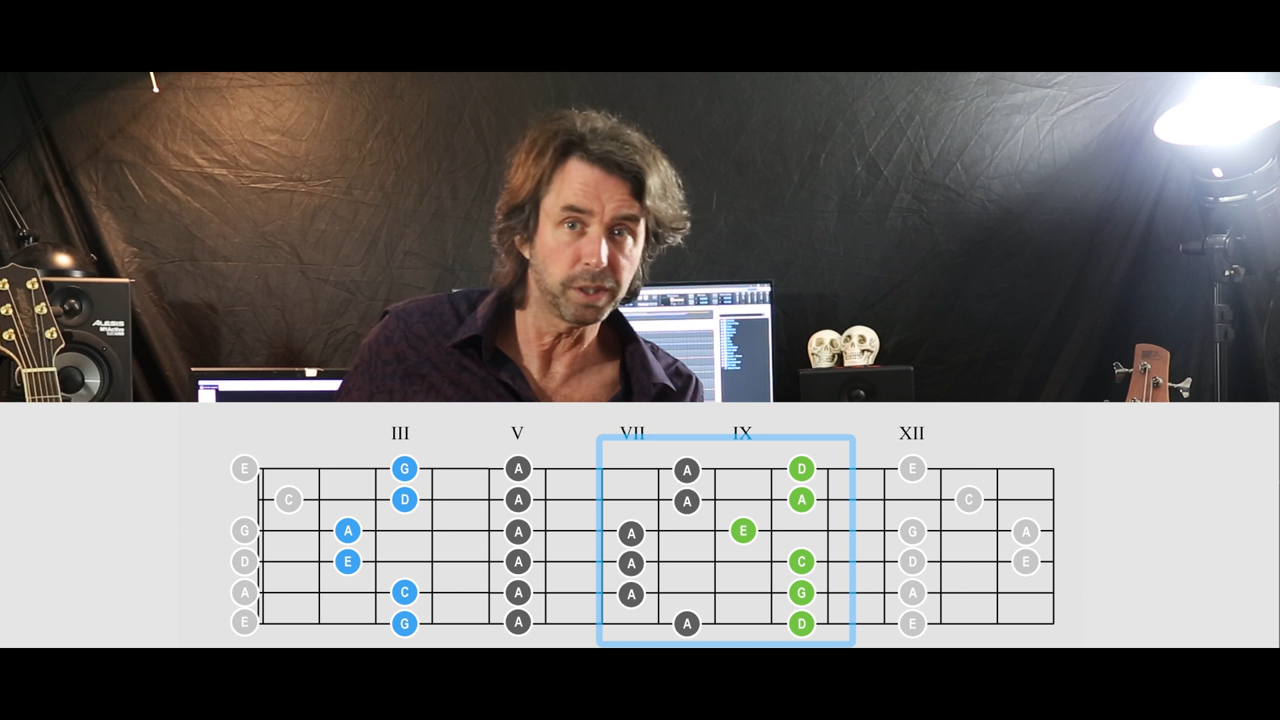 ALESIS
III V VII IX XII
E G A A D E
C D A A A C
G A A A E G A
D E A A C D E
A C A A G A
E G A A D E